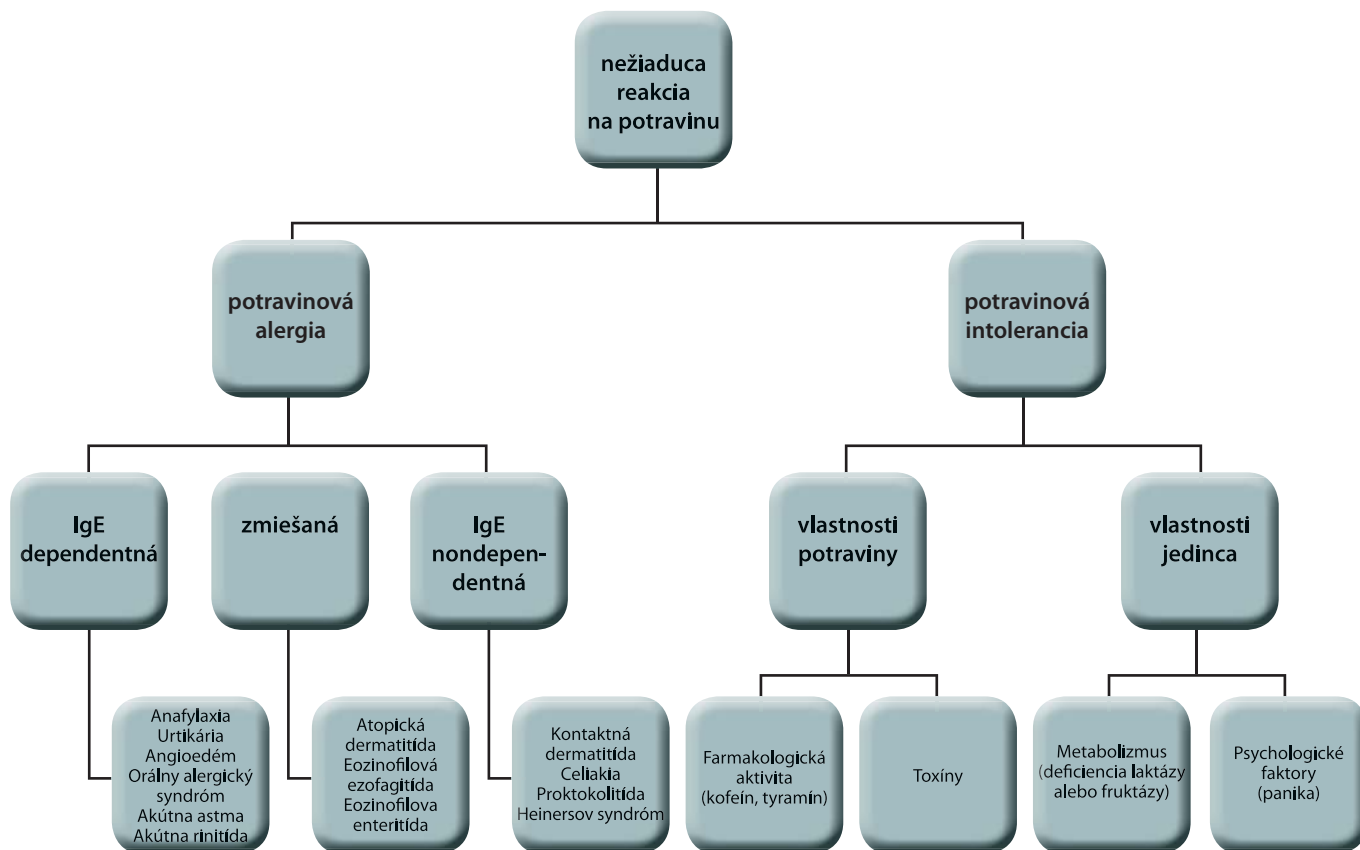 nežiaduca
reakcia
na potravinu
potravinová
alergia
potravinová
intolerancia
IgE
dependentná
zmiešaná
IgE
nondepen-
dentná
vlastnosti
potraviny
vlastnosti
jedinca
Anafylaxia
Urtikária
Angioedém
Orálny alergický
syndróm
Akútna astma
Akútna rinitída
Atopická
dermatitída
Eozinofilová
ezofagitída
Eozinofilova
enteritída
Kontaktná
dermatitída
Celiakia
Proktokolitída
Heinersov syndróm
Farmakologická
aktivita
(kofeín, tyramín)
Toxíny
Metabolizmus
(deficiencia laktázy
alebo fruktázy)
Psychologické
faktory
(panika)